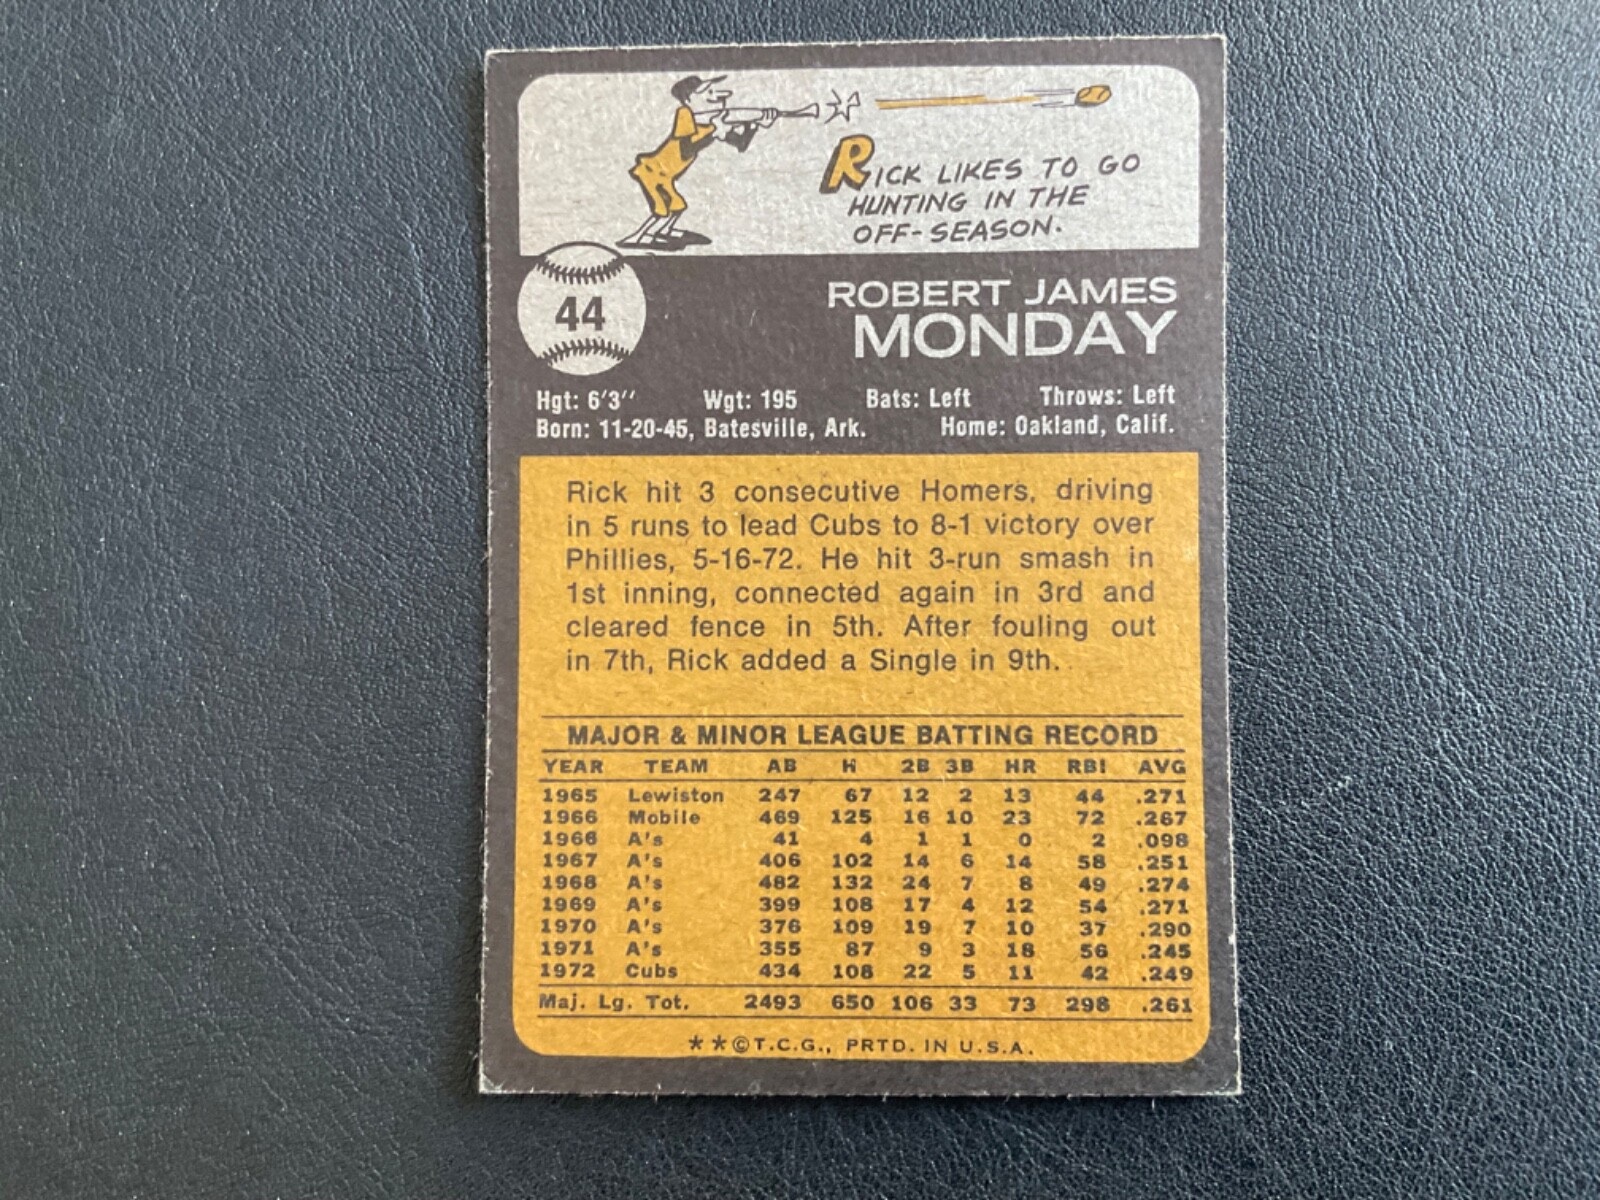 RICK LIKES TO GO
HUNTING IN THE
OFF-SEASON.
44
ROBERT JAMES
MONDAY
Hgt: 6'3" Wgt: 195 Bats: Left Throws: Left
Born: 11-20-45, Batesville, Ark. Home: Oakland, Calif.
Rick hit 3 consecutive Homers, driving
in 5 runs to lead Cubs to 8-1 victory over
Phillies, 5-16-72. He hit 3-run smash in
1st inning, connected again in 3rd and
cleared fence in 5th. After fouling out
in 7th, Rick added a Single in 9th.
MAJOR & MINOR LEAGUE BATTING RECORD
YEAR TEAM AB H 2B 3B HR RBI AVG
1965 Lewiston 247 67 12 2 13 44 .271
1966 Mobile 469 125 16 10 23 72 .267
1966 A's 41 4 1 1 0 2 .098
1967 A's 406 102 14 6 14 58 .251
1968 A's 482 132 24 7 8 49 .274
1969 A's 399 108 17 4 12 54 .271
1970 A's 376 109 19 7 10 37 .290
1971 A's 355 87 9 3 18 56 .245
1972 Cubs 434 108 22 5 11 42 .249
Maj. Lg. Tot. 2493 650 106 33 73 298 .261
**©T.C.G., PRTD. IN U.S.A.